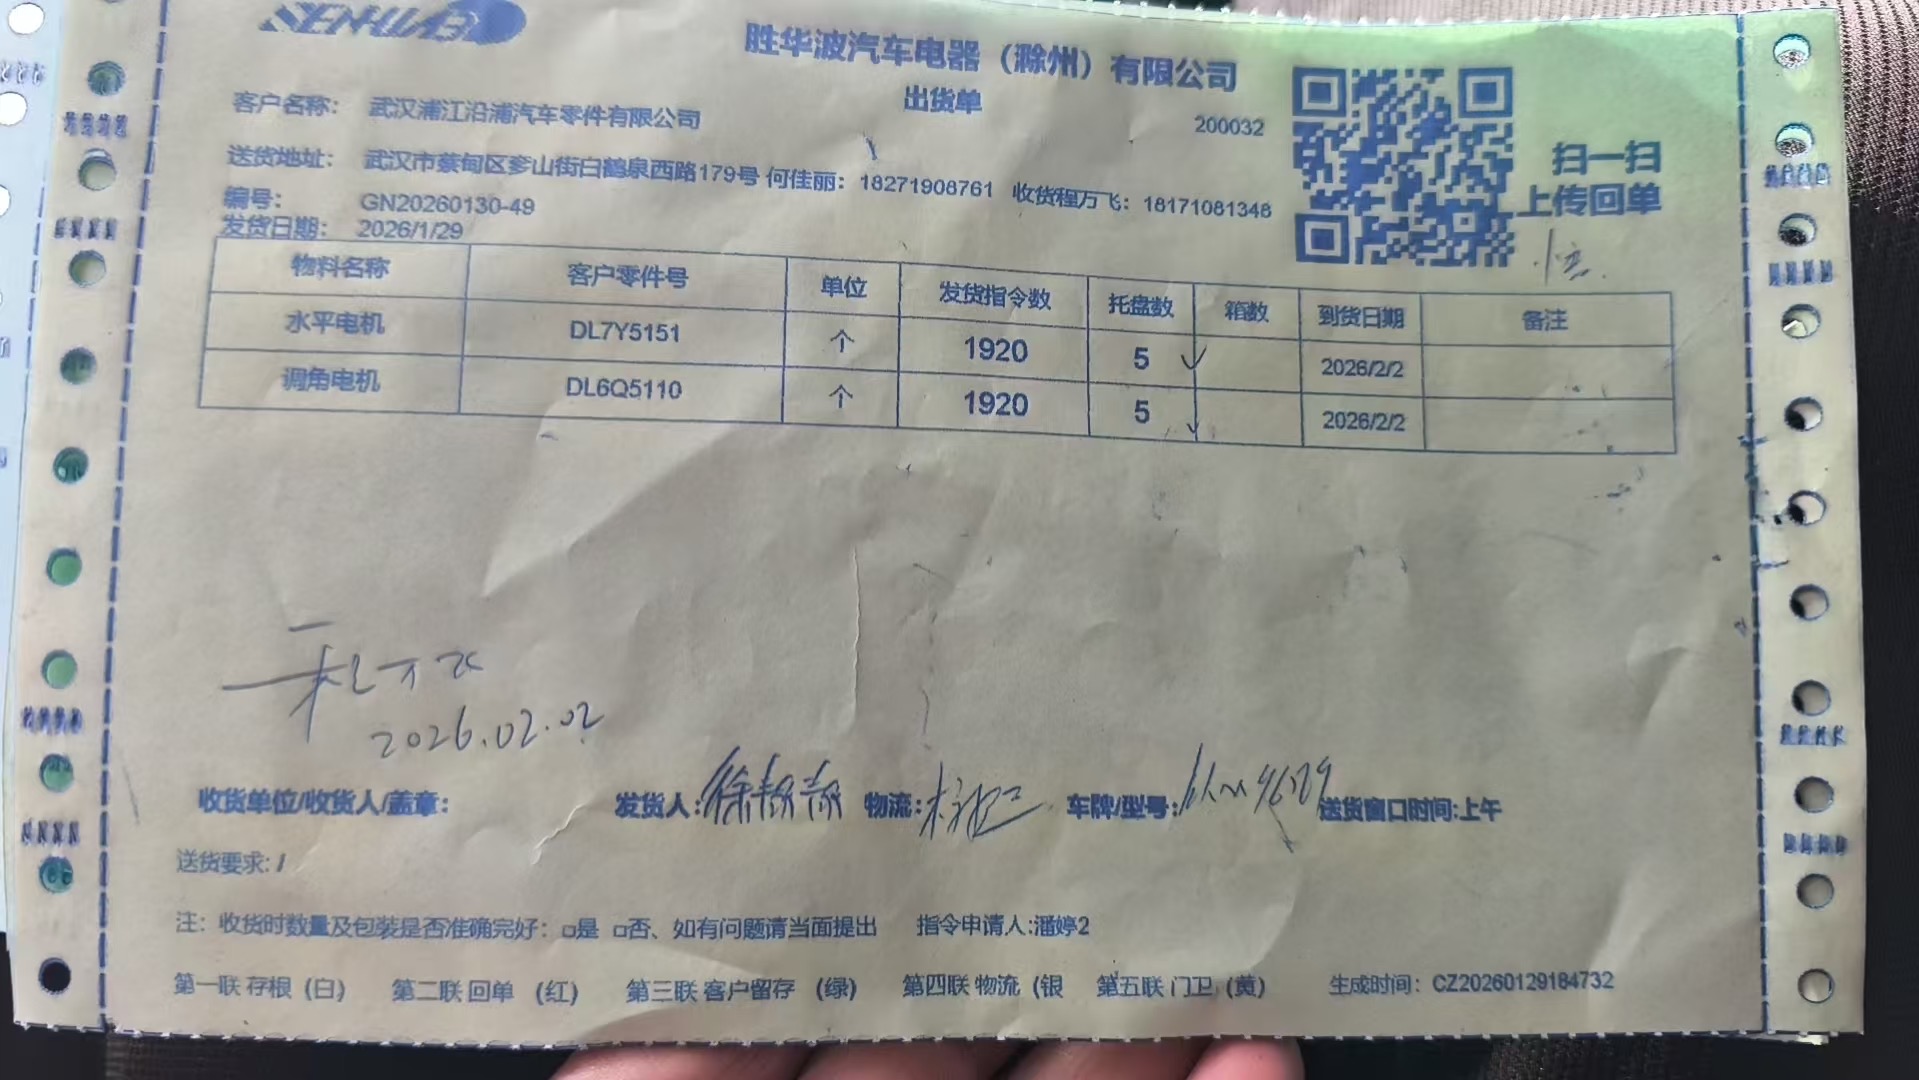 胜华波汽车电器（滁州）有限公司
出货单
200032
客户名称： 武汉浦江沿浦汽车零件有限公司
送货地址： 武汉市蔡甸区奓山街白鹤泉西路179号 何佳丽：18271908761 收货程万飞：18171081348
编号： GN20260130-49
发货日期： 2026/1/29
扫一扫
上传回单
物料名称 客户零件号 单位 发货指令数 托盘数 箱数 到货日期 备注
水平电机 DL7Y5151 个 1920 5 2026/2/2
调角电机 DL6Q5110 个 1920 5 2026/2/2
程万飞
2026.02.02
收货单位/收货人/盖章： 发货人：徐静静 物流： 车牌/型号： 送货窗口时间:上午
送货要求: /
注：收货时数量及包装是否准确完好：□是 □否、如有问题请当面提出 指令申请人:潘婷2
第一联 存根（白） 第二联 回单（红） 第三联 客户留存（绿） 第四联 物流（银 第五联 门卫（黄） 生成时间：CZ20260129184732